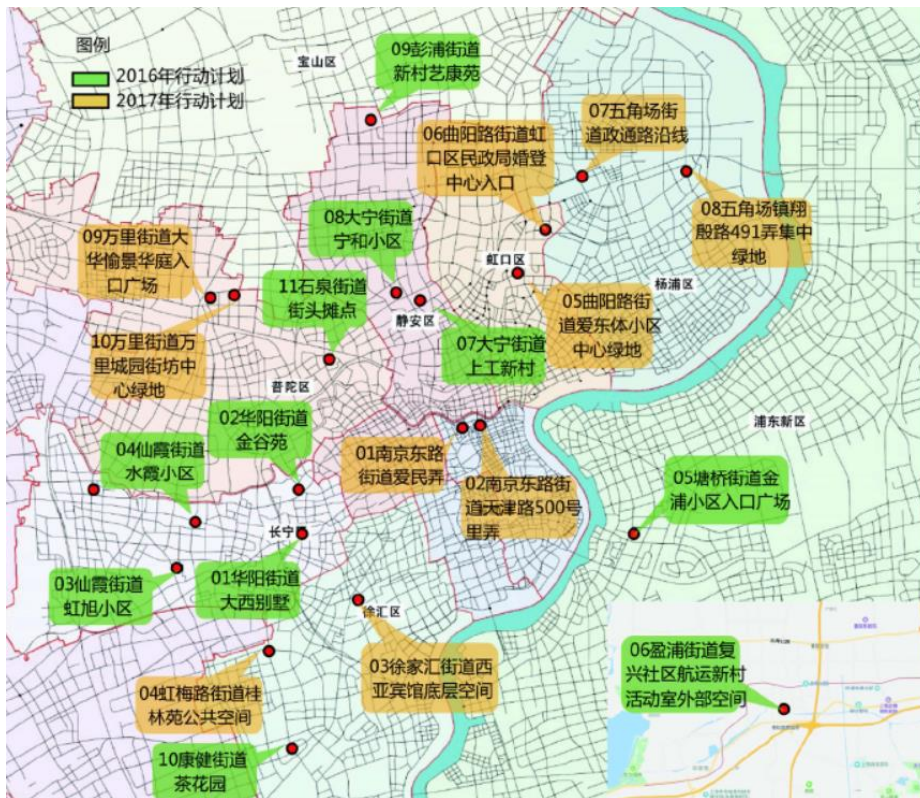 图例
2016年行动计划
2017年行动计划
宝山区
09彭浦街道
新村艺康苑
06曲阳路街道虹
口区民政局婚登
中心入口
07五角场街
道政通路沿线
08五角场镇翔
殷路491弄集中
绿地
08大宁街道
宁和小区
09万里街道大
华愉景华庭入
口广场
虹口区
杨浦区
11石泉街道
街头摊点
静安区
05曲阳路街
道爱东体小区
中心绿地
10万里街道万
里城园街坊中
心绿地
07大宁街道
上工新村
普陀区
浦东新区
02华阳街道
金谷苑
04仙霞街道
水霞小区
01南京东路
街道爱民弄
02南京东路街
道天津路500号
里弄
05塘桥街道金
浦小区入口广场
长宁区
03仙霞街道
虹旭小区
01华阳街道
大西别墅
徐汇区
03徐家汇街道西
亚宾馆底层空间
04虹梅路街道桂
林苑公共空间
06盈浦街道复
兴社区航运新村
活动室外部空间
10康健街道
茶花园